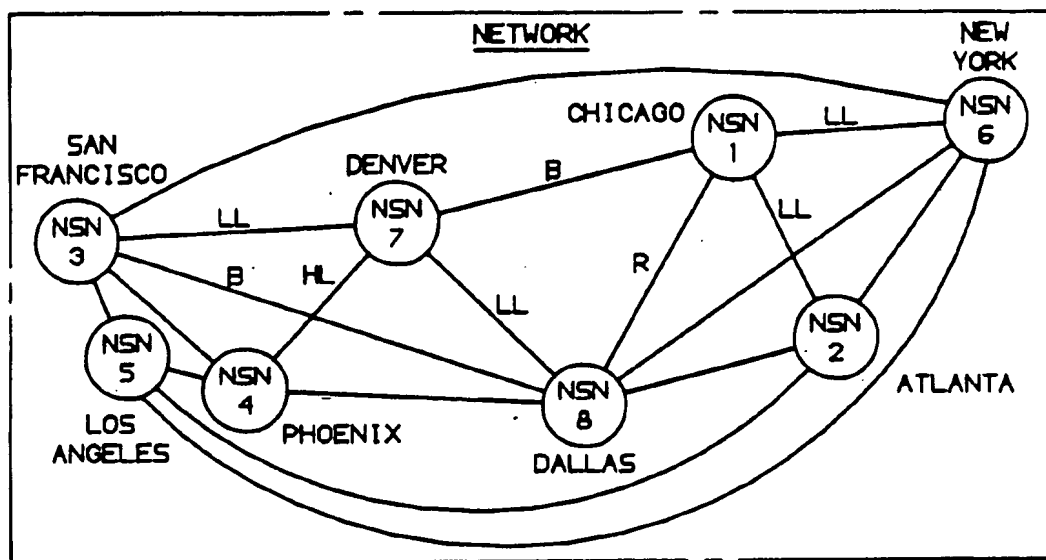 NETWORK
NEW
YORK
NSN
6
CHICAGO
NSN
1
LL
SAN
FRANCISCO
NSN
3
DENVER
NSN
7
B
LL
LL
HL
B
R
LL
NSN
5
LOS
ANGELES
NSN
4
PHOENIX
NSN
8
DALLAS
NSN
2
ATLANTA